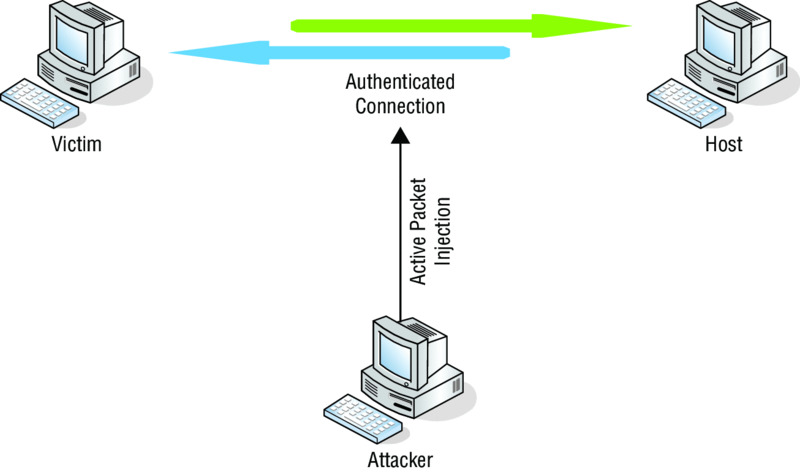 Authenticated
Connection
Victim
Host
Active Packet
Injection
Attacker